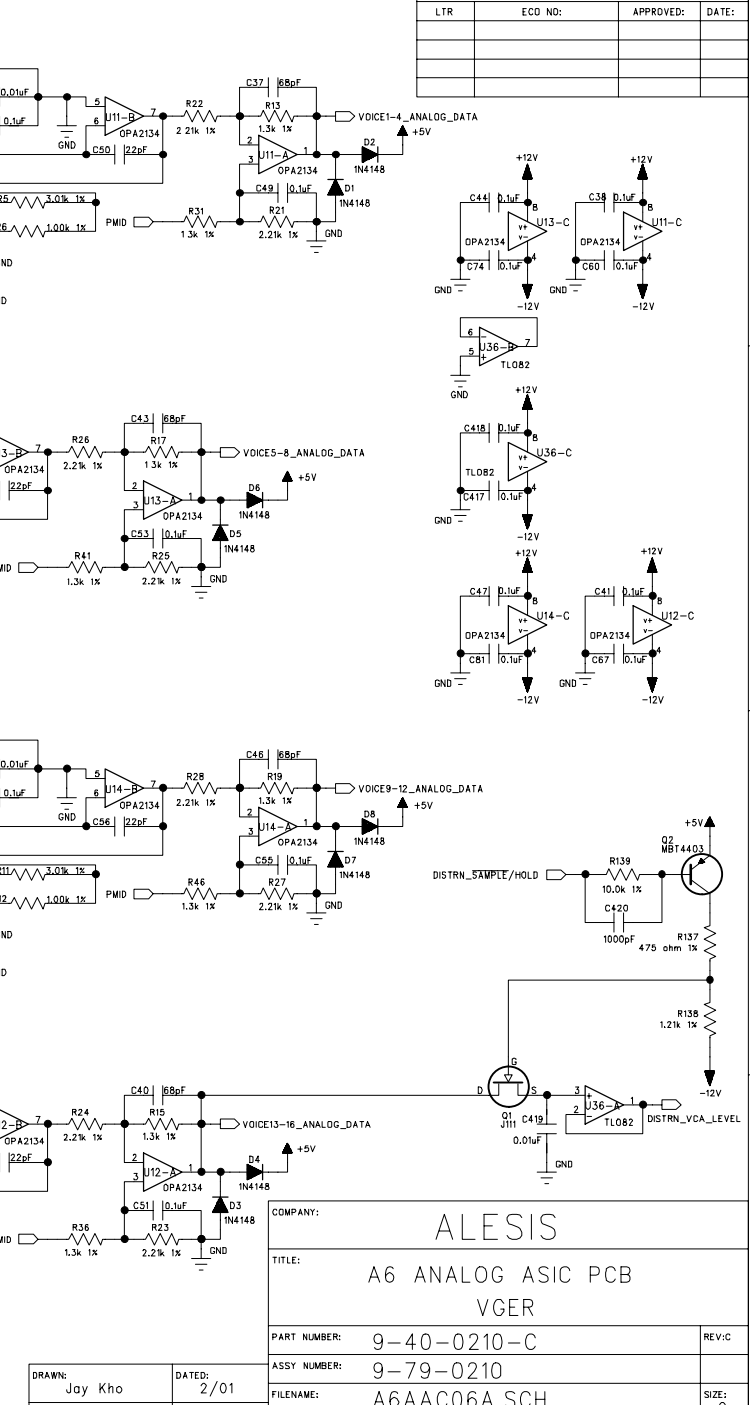 LTR ECO NO: APPROVED: DATE:
0.01uF
0.1uF
GND
5
6
7
U11-B
OPA2134
C50 22pF
R22
2 21k 1%
C37 68pF
R13
1.3k 1%
VOICE1-4_ANALOG_DATA
+5V
D2
1N4148
2
3
1
U11-A
OPA2134
C49 0.1uF
D1
1N4148
R5 3.01k 1%
1.00k 1%
PMID
R31
1 3k 1%
R21
2.21k 1%
GND
ND
D
+12V
C44 0.1uF
8
U13-C
OPA2134
V+
V-
4
C74 0.1uF
GND
-12V
+12V
C38 0.1uF
8
U11-C
OPA2134
V+
V-
4
C60 0.1uF
GND
-12V
6
5
7
U36-B
TL082
GND
+12V
C418 0.1uF
8
U36-C
TL082
V+
V-
4
C417 0.1uF
GND
-12V
3-B
7
OPA2134
22pF
R26
2.21k 1%
C43 68pF
R17
1 3k 1%
VOICE5-8_ANALOG_DATA
+5V
D6
1N4148
2
3
1
U13-A
OPA2134
C53 0.1uF
D5
1N4148
MID
R41
1.3k 1%
R25
2.21k 1%
GND
+12V
C47 0.1uF
8
U14-C
OPA2134
V+
V-
4
C81 0.1uF
GND
-12V
+12V
C41 0.1uF
8
U12-C
OPA2134
V+
V-
4
C67 0.1uF
GND
-12V
0.01uF
0.1uF
GND
5
6
7
U14-B
OPA2134
C56 22pF
R28
2.21k 1%
C46 68pF
R19
1.3k 1%
VOICE9-12_ANALOG_DATA
+5V
D8
1N4148
2
3
1
U14-A
OPA2134
C55 0.1uF
D7
1N4148
R11 3.01k 1%
1.00k 1%
PMID
R46
1.3k 1%
R27
2.21k 1%
GND
ND
D
+5V
Q2
MBT4403
DISTRN_SAMPLE/HOLD
R139
10.0k 1%
C420
1000pF
R137
475 ohm 1%
R138
1.21k 1%
-12V
D
G
S
Q1
J111
C419
0.01uF
GND
3
2
1
U36-A
TL082
DISTRN_VCA_LEVEL
2-B
7
OPA2134
22pF
R24
2.21k 1%
C40 68pF
R15
1.3k 1%
VOICE13-16_ANALOG_DATA
+5V
D4
1N4148
2
3
1
U12-A
OPA2134
C51 0.1uF
D3
1N4148
MID
R36
1.3k 1%
R23
2.21k 1%
GND
COMPANY:
ALESIS
TITLE:
A6 ANALOG ASIC PCB
VGER
PART NUMBER: 9-40-0210-C REV:C
ASSY NUMBER: 9-79-0210
DRAWN:
Jay Kho
DATED:
2/01
FILENAME: A6AAC06A.SCH SIZE: